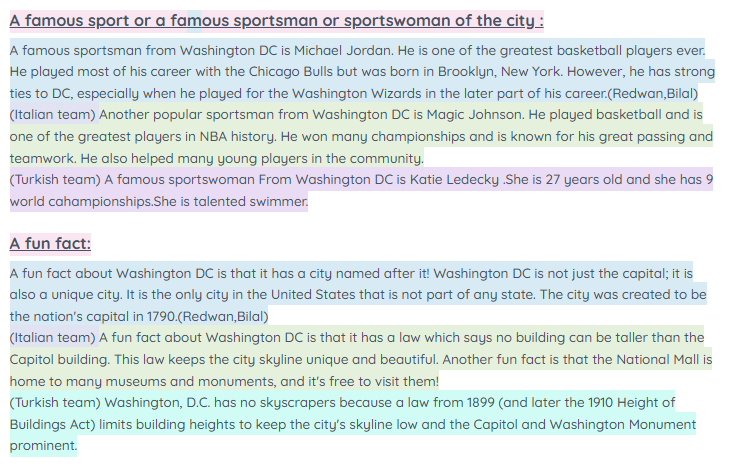 A famous sport or a famous sportsman or sportswoman of the city :
A famous sportsman from Washington DC is Michael Jordan. He is one of the greatest basketball players ever.
He played most of his career with the Chicago Bulls but was born in Brooklyn, New York. However, he has strong
ties to DC, especially when he played for the Washington Wizards in the later part of his career.(Redwan,Bilal)
(Italian team) Another popular sportsman from Washington DC is Magic Johnson. He played basketball and is
one of the greatest players in NBA history. He won many championships and is known for his great passing and
teamwork. He also helped many young players in the community.
(Turkish team) A famous sportswoman From Washington DC is Katie Ledecky .She is 27 years old and she has 9
world cahampionships.She is talented swimmer.
A fun fact:
A fun fact about Washington DC is that it has a city named after it! Washington DC is not just the capital; it is
also a unique city. It is the only city in the United States that is not part of any state. The city was created to be
the nation's capital in 1790.(Redwan,Bilal)
(Italian team) A fun fact about Washington DC is that it has a law which says no building can be taller than the
Capitol building. This law keeps the city skyline unique and beautiful. Another fun fact is that the National Mall is
home to many museums and monuments, and it's free to visit them!
(Turkish team) Washington, D.C. has no skyscrapers because a law from 1899 (and later the 1910 Height of
Buildings Act) limits building heights to keep the city's skyline low and the Capitol and Washington Monument
prominent.